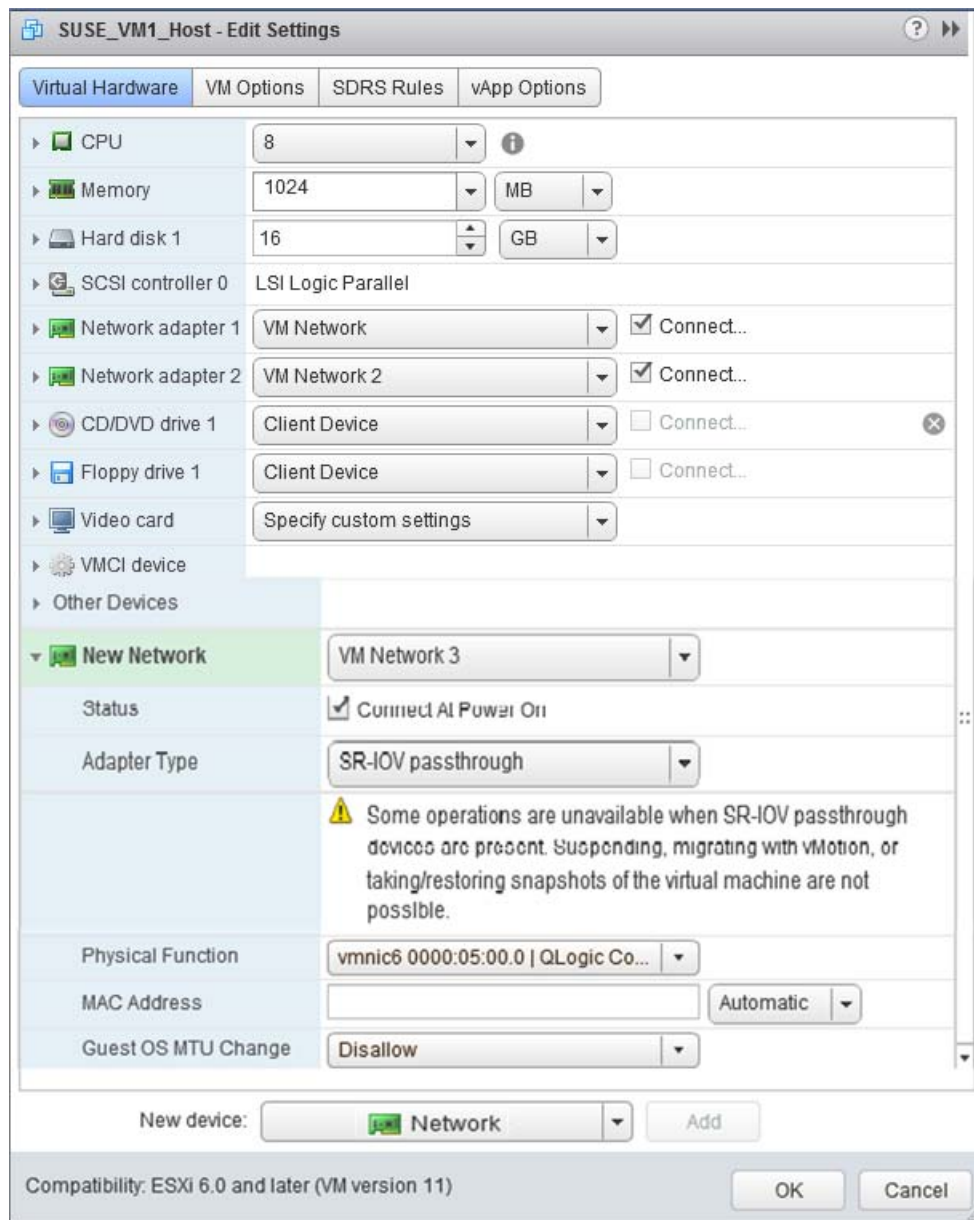 SUSE_VM1_Host - Edit Settings
Virtual Hardware VM Options SDRS Rules vApp Options
CPU 8
Memory 1024 MB
Hard disk 1 16 GB
SCSI controller 0 LSI Logic Parallel
Network adapter 1 VM Network Connect...
Network adapter 2 VM Network 2 Connect...
CD/DVD drive 1 Client Device Connect...
Floppy drive 1 Client Device Connect...
Video card Specify custom settings
VMCI device
Other Devices
New Network VM Network 3
Status Connect At Power On
Adapter Type SR-IOV passthrough
Some operations are unavailable when SR-IOV passthrough
devices are present. Suspending, migrating with vMotion, or
taking/restoring snapshots of the virtual machine are not
possible.
Physical Function vmnic6 0000:05:00.0 | QLogic Co...
MAC Address Automatic
Guest OS MTU Change Disallow
New device: Network Add
Compatibility: ESXi 6.0 and later (VM version 11) OK Cancel